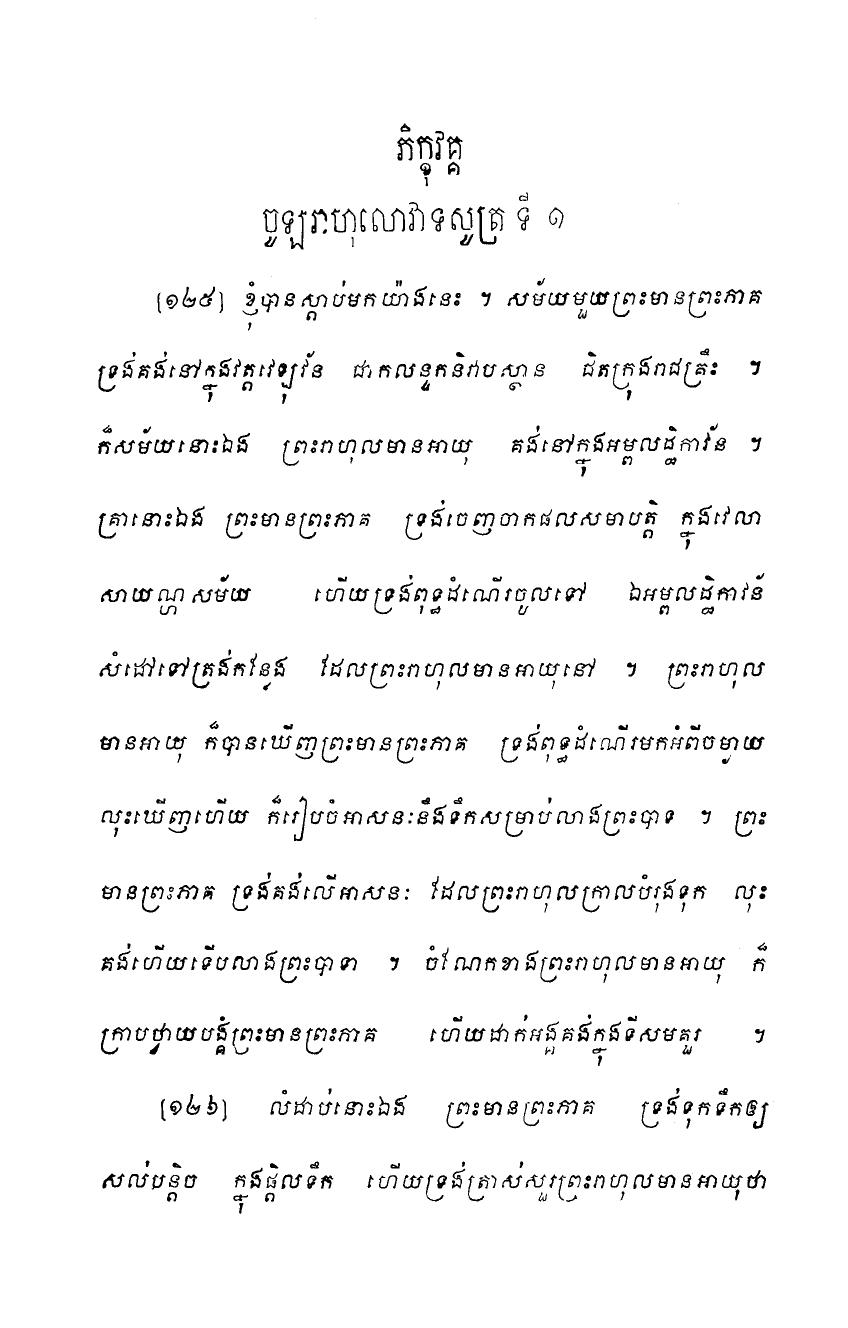 ភិក្ខុវគ្គ
ចូឡរាហុលោវាទសូត្រ ទី ១
[១២៥] ខ្ញុំបានស្តាប់មកយ៉ាងនេះ ។ សម័យមួយព្រះមានព្រះភាគ
ទ្រង់គង់នៅក្នុងវត្តវេឡុវ័ន ជាកលន្ទកនិវាបស្ថាន ជិតក្រុងរាជគ្រឹះ ។
ក៏សម័យនោះឯង ព្រះរាហុលមានអាយុ គង់នៅក្នុងអម្ពលដ្ឋិកាវ័ន ។
គ្រានោះឯង ព្រះមានព្រះភាគ ទ្រង់ចេញចាកផលសមាបត្តិ ក្នុងវេលា
សាយណ្ហសម័យ ហើយទ្រង់ពុទ្ធដំណើរចូលទៅ ឯអម្ពលដ្ឋិកាវ័ន
សំដៅទៅត្រង់កន្លែង ដែលព្រះរាហុលមានអាយុនៅ ។ ព្រះរាហុល
មានអាយុ ក៏បានឃើញព្រះមានព្រះភាគ ទ្រង់ពុទ្ធដំណើរមកអំពីចម្ងាយ
លុះឃើញហើយ ក៏រៀបចំអាសនៈនឹងទឹកសម្រាប់លាងព្រះបាទ ។ ព្រះ
មានព្រះភាគ ទ្រង់គង់លើអាសនៈ ដែលព្រះរាហុលក្រាលបំរុងទុក លុះ
គង់ហើយទើបលាងព្រះបាទា ។ ចំណែកខាងព្រះរាហុលមានអាយុ ក៏
ក្រាបថ្វាយបង្គំព្រះមានព្រះភាគ ហើយដាក់អង្គគង់ក្នុងទីសមគួរ ។
[១២៦] លំដាប់នោះឯង ព្រះមានព្រះភាគ ទ្រង់ទុកទឹកឲ្យ
សល់បន្តិច ក្នុងផ្តិលទឹក ហើយទ្រង់ត្រាស់សួរព្រះរាហុលមានអាយុថា